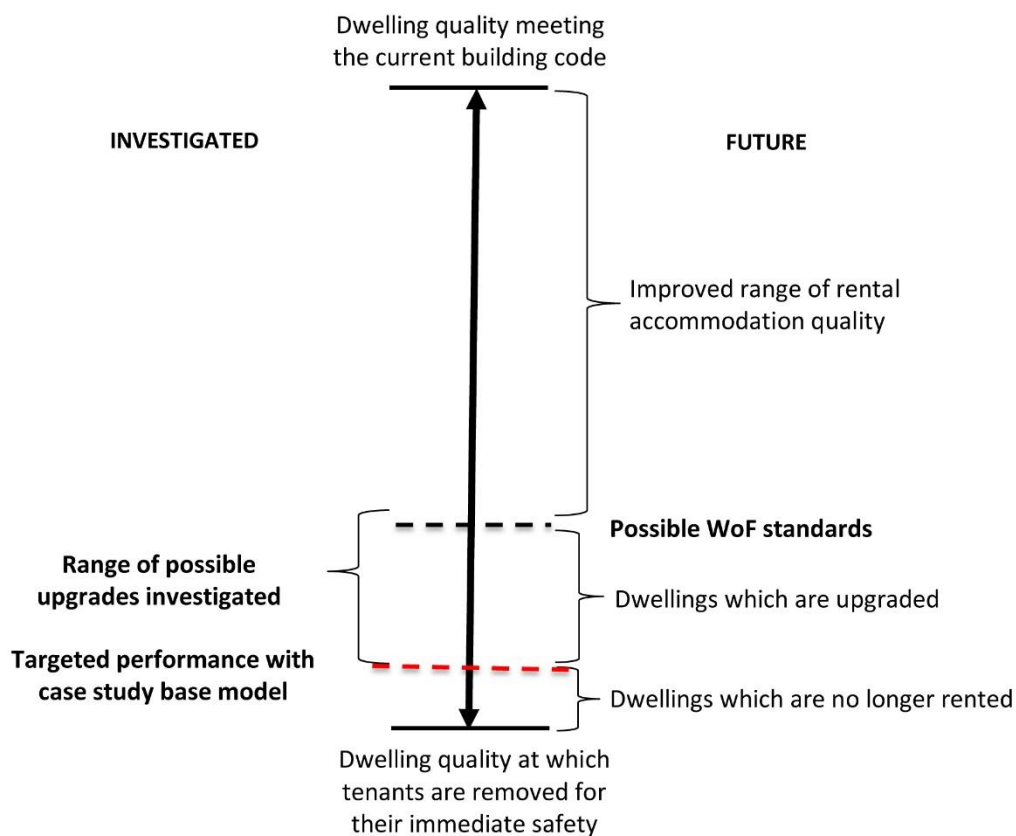 Dwelling quality meeting
the current building code
INVESTIGATED
FUTURE
Improved range of rental
accommodation quality
Possible WoF standards
Range of possible
upgrades investigated
Dwellings which are upgraded
Targeted performance with
case study base model
Dwellings which are no longer rented
Dwelling quality at which
tenants are removed for
their immediate safety